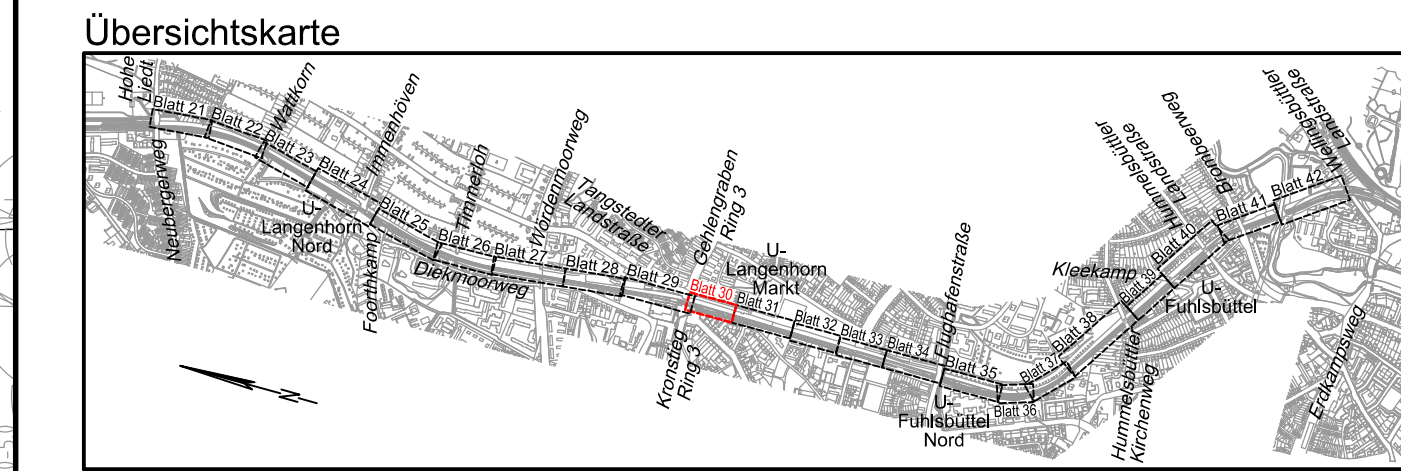 Übersichtskarte
Hohe
Liedt
Blatt 21
Blatt 22
Wattkorn
Blatt 23
Blatt 24
Immenhöven
Neubergerweg
U-
Langenhorn
Nord
Foorthkamp
Blatt 25
Timmerloh
Blatt 26
Diekmoorweg
Blatt 27
Wördenmoorweg
Blatt 28
Tangstedter
Landstraße
Blatt 29
Gehlengraben
Ring 3
Blatt 30
Kronstieg
Ring 3
U-
Langenhorn
Markt
Blatt 31
Blatt 32
Blatt 33
Blatt 34
Flughafenstraße
Blatt 35
U-
Fuhlsbüttel
Nord
Blatt 36
Blatt 37
Blatt 38
Kleekamp
Blatt 39
Hummelsbüttler
Kirchenweg
Blatt 40
Hummelsbüttler
Landstraße
U-
Fuhlsbüttel
Brombeerweg
Blatt 41
Blatt 42
Wellingsbüttler
Landstraße
Erdkampsweg
N